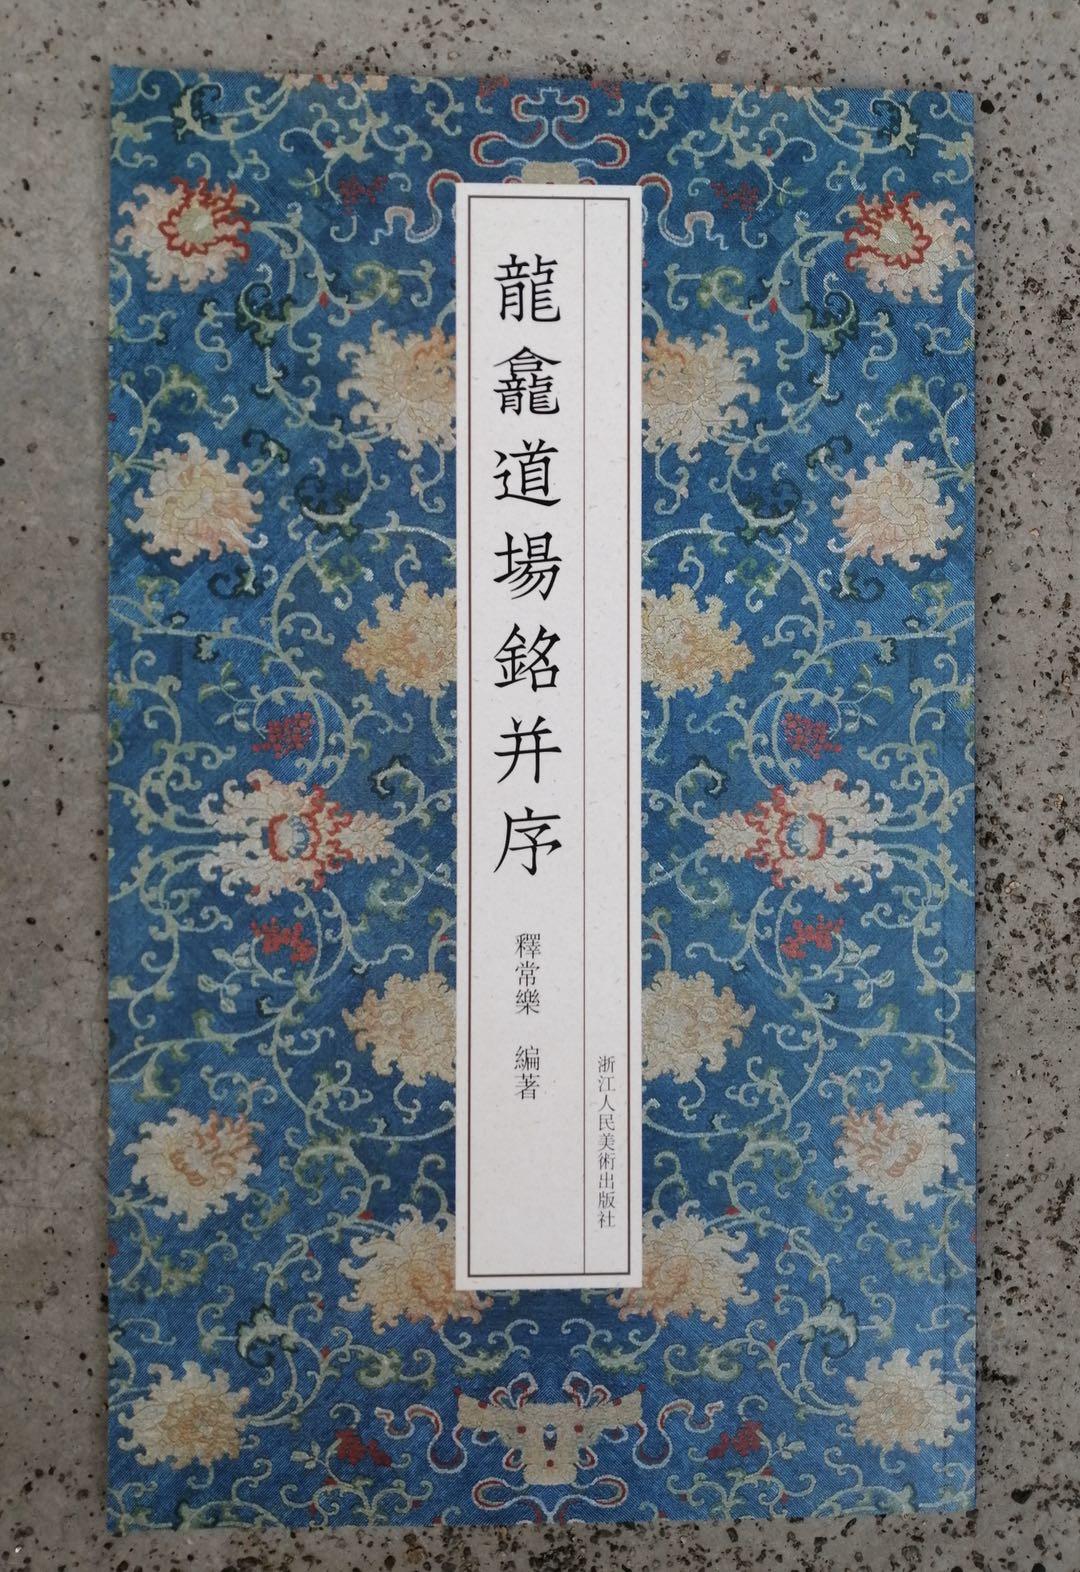 龍龕道場銘并序
釋常樂 編著
浙江人民美術出版社